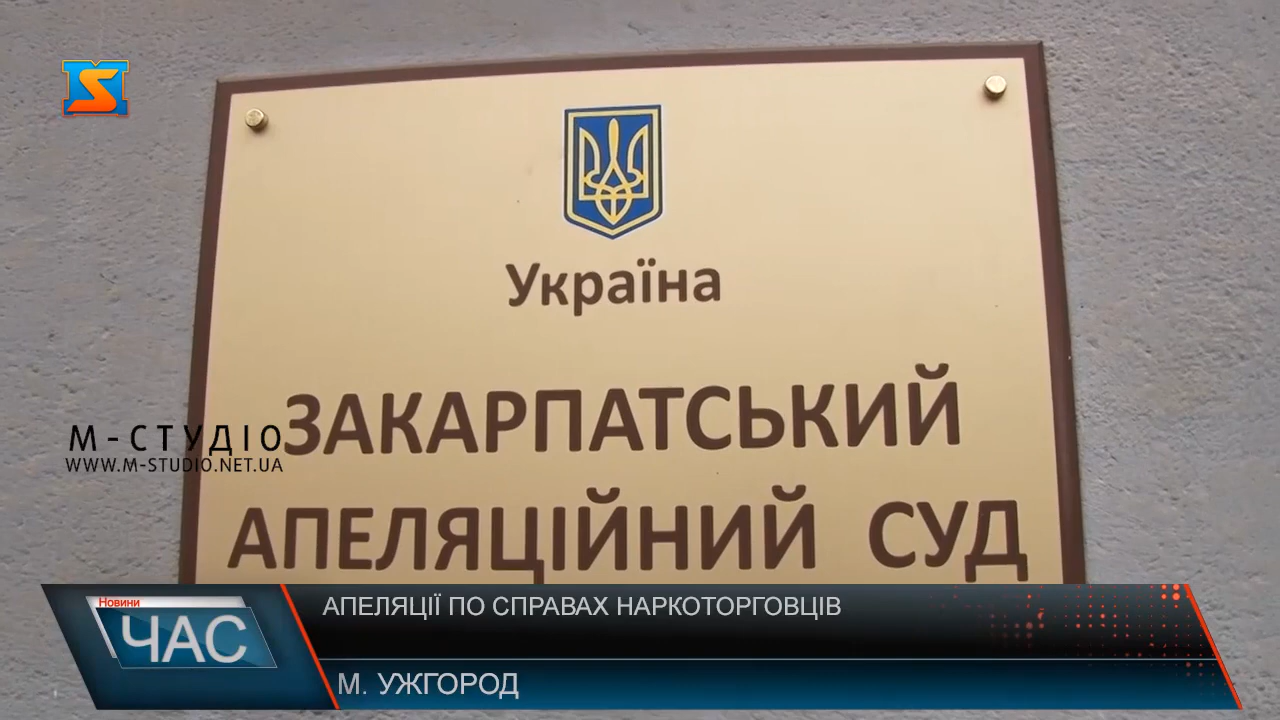 Україна
ЗАКАРПАТСЬКИЙ
АПЕЛЯЦІЙНИЙ СУД
М-СТУДІО
WWW.M-STUDIO.NET.UA
Новини
ЧАС
АПЕЛЯЦІЇ ПО СПРАВАХ НАРКОТОРГОВЦІВ
М. УЖГОРОД